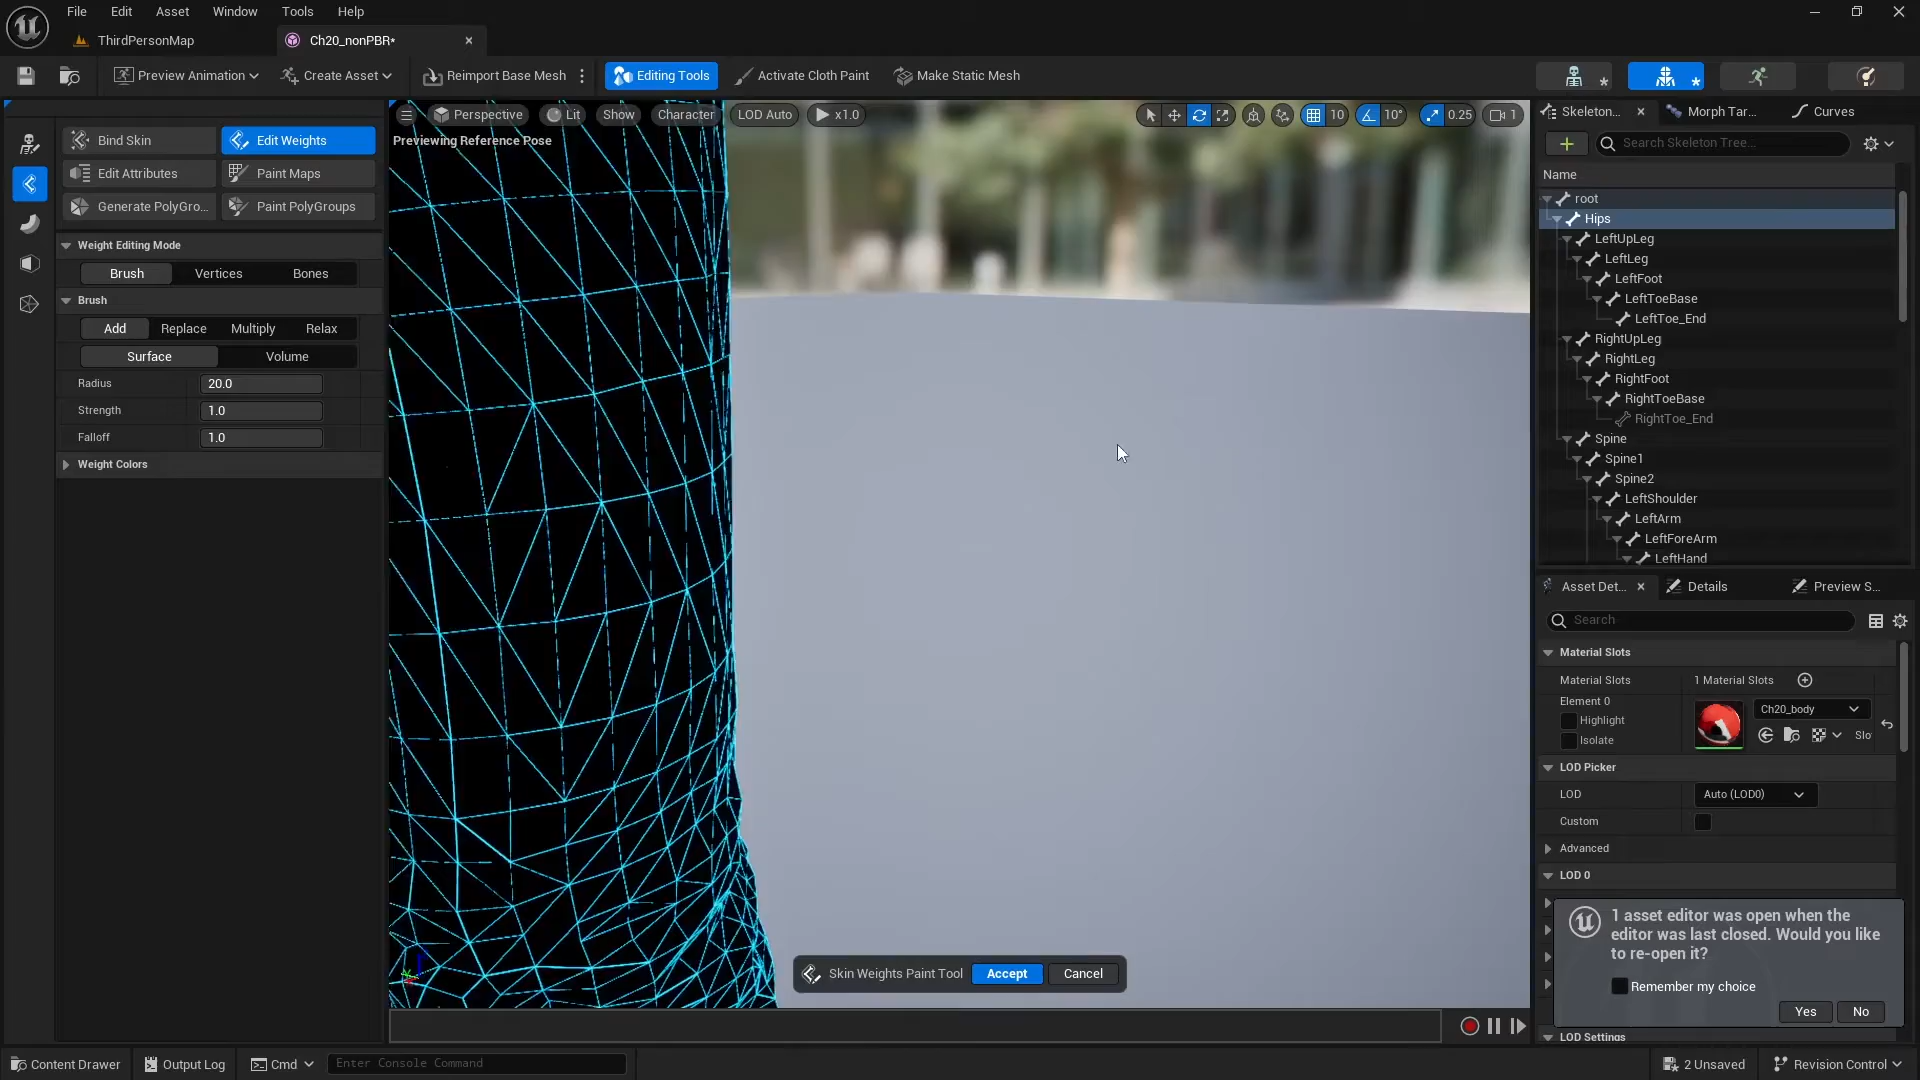 File Edit Asset Window Tools Help
ThirdPersonMap Ch20_nonPBR*
Preview Animation Create Asset Reimport Base Mesh Editing Tools Activate Cloth Paint Make Static Mesh
Bind Skin Edit Weights
Edit Attributes Paint Maps
Generate PolyGro... Paint PolyGroups
Weight Editing Mode
Brush Vertices Bones
Brush
Add Replace Multiply Relax
Surface Volume
Radius 20.0
Strength 1.0
Falloff 1.0
Weight Colors
Perspective Lit Show Character LOD Auto x1.0 10 10° 0.25 1
Previewing Reference Pose
Skin Weights Paint Tool Accept Cancel
Skeleton... Morph Tar... Curves
Search Skeleton Tree...
Name
root
Hips
LeftUpLeg
LeftLeg
LeftFoot
LeftToeBase
LeftToe_End
RightUpLeg
RightLeg
RightFoot
RightToeBase
RightToe_End
Spine
Spine1
Spine2
LeftShoulder
LeftArm
LeftForeArm
LeftHand
Asset Det... Details Preview S...
Search
Material Slots
Material Slots 1 Material Slots
Element 0
Highlight
Isolate
Ch20_body
Slo
LOD Picker
LOD Auto (LOD0)
Custom
Advanced
LOD 0
1 asset editor was open when the
editor was last closed. Would you like
to re-open it?
Remember my choice
Yes No
LOD Settings
Content Drawer Output Log Cmd Enter Console Command 2 Unsaved Revision Control